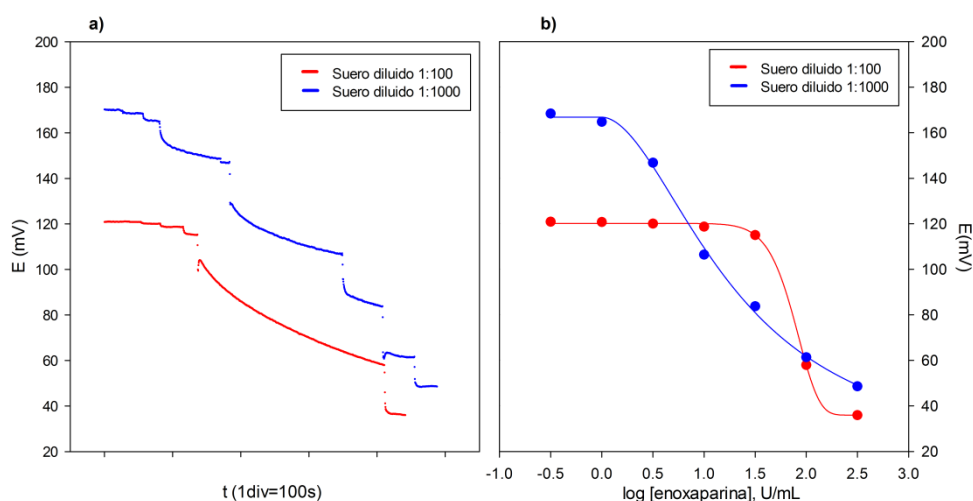 a)
200
180
160
140
120
100
80
60
40
20
E (mV)
Suero diluido 1:100
Suero diluido 1:1000
t (1div=100s)
b)
Suero diluido 1:100
Suero diluido 1:1000
200
180
160
140
120
100
80
60
40
20
E(mV)
-1.0 -0.5 0.0 0.5 1.0 1.5 2.0 2.5 3.0
log [enoxaparina], U/mL